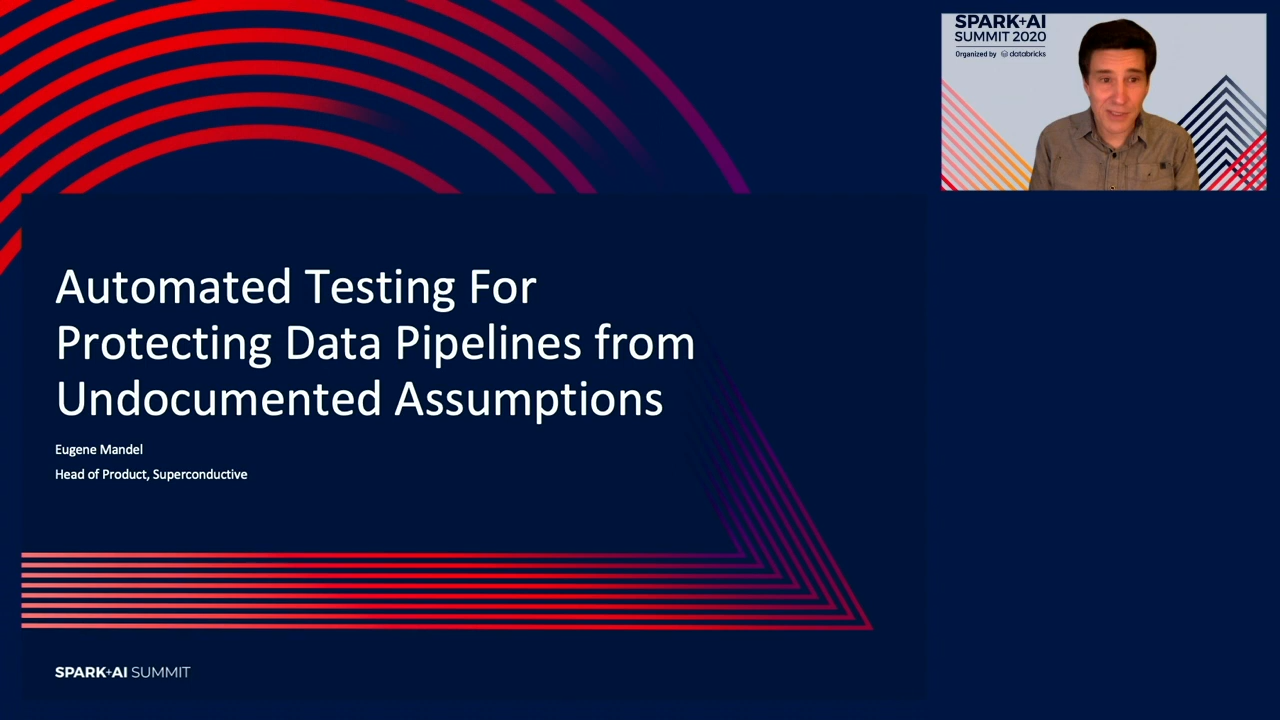 SPARK+AI
SUMMIT 2020
Organized by databricks
Automated Testing For
Protecting Data Pipelines from
Undocumented Assumptions
Eugene Mandel
Head of Product, Superconductive
SPARK+AI SUMMIT